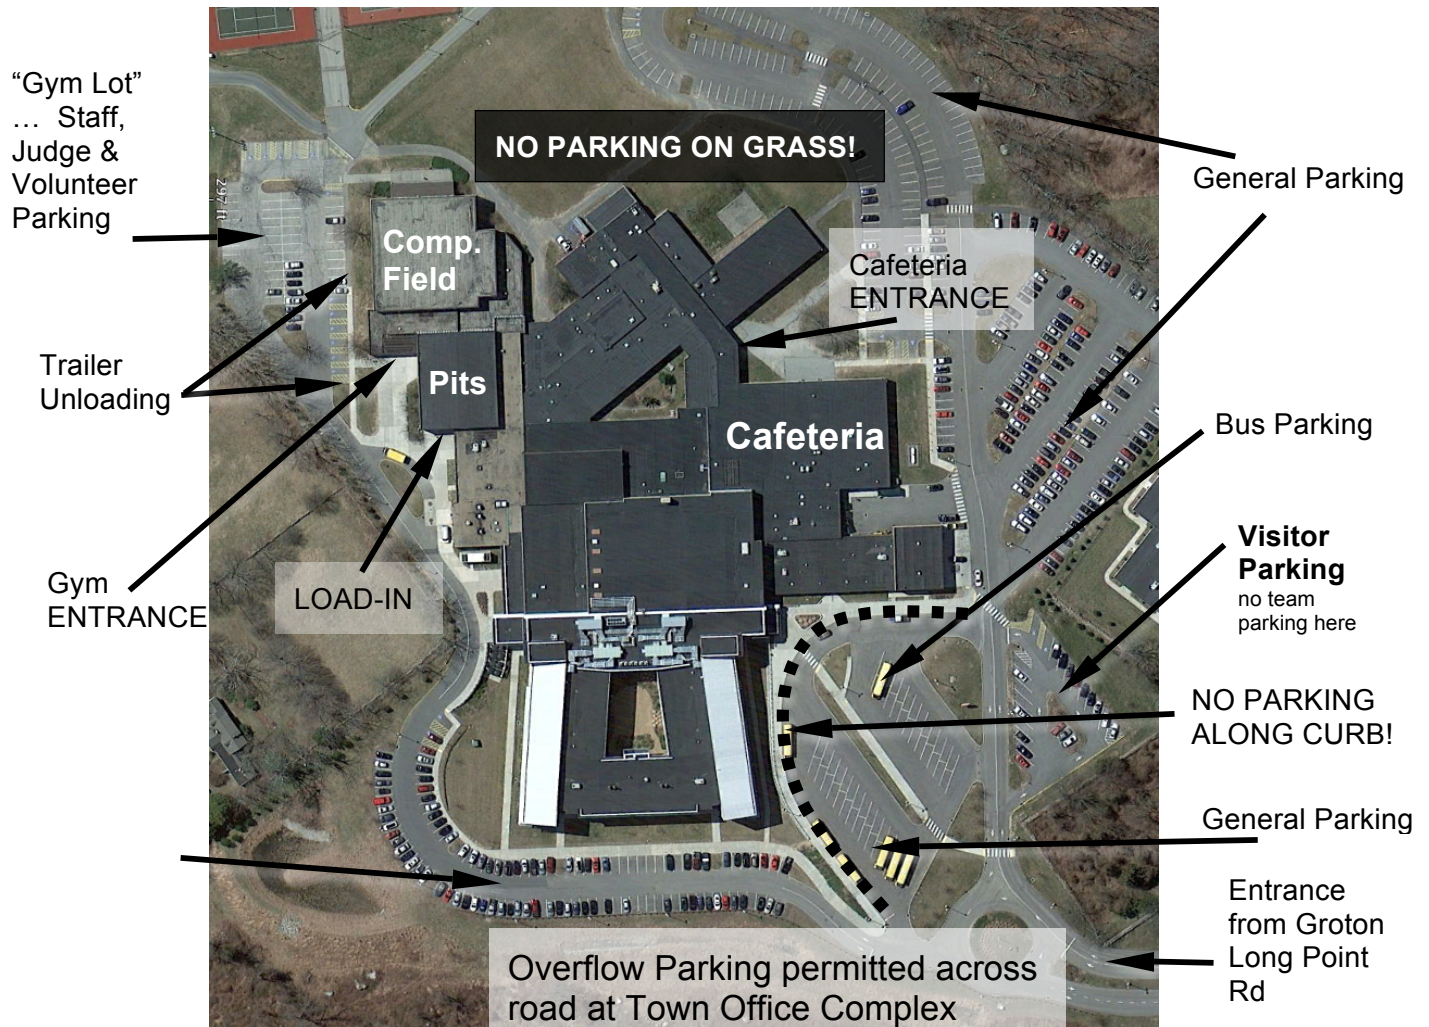 “Gym Lot”
… Staff,
Judge &
Volunteer
Parking
297 ft
NO PARKING ON GRASS!
General Parking
Comp.
Field
Cafeteria
ENTRANCE
Trailer
Unloading
Pits
Cafeteria
Bus Parking
Visitor
Parking
no team
parking here
Gym
ENTRANCE
LOAD-IN
NO PARKING
ALONG CURB!
General Parking
Entrance
from Groton
Long Point
Rd
Overflow Parking permitted across
road at Town Office Complex